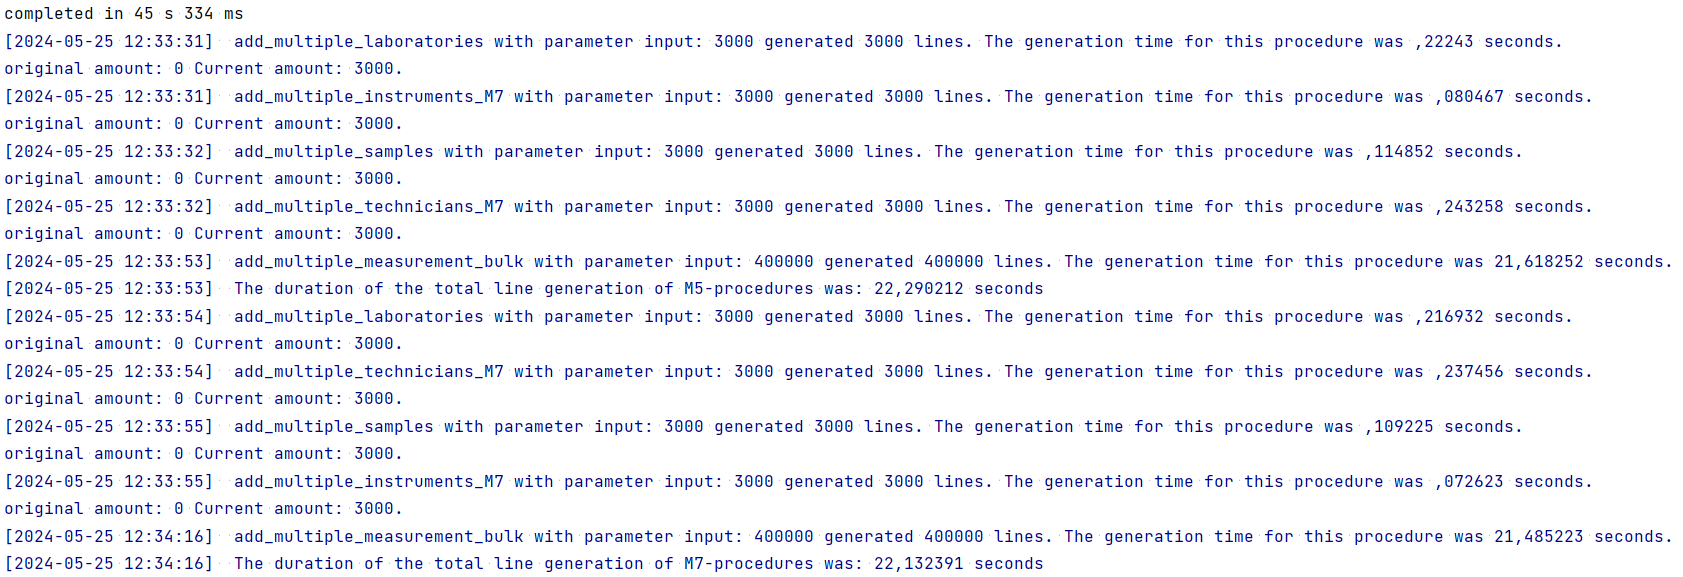 completed in 45 s 334 ms
[2024-05-25 12:33:31] add_multiple_laboratories with parameter input: 3000 generated 3000 lines. The generation time for this procedure was ,22243 seconds.
original amount: 0 Current amount: 3000.
[2024-05-25 12:33:31] add_multiple_instruments_M7 with parameter input: 3000 generated 3000 lines. The generation time for this procedure was ,080467 seconds.
original amount: 0 Current amount: 3000.
[2024-05-25 12:33:32] add_multiple_samples with parameter input: 3000 generated 3000 lines. The generation time for this procedure was ,114852 seconds.
original amount: 0 Current amount: 3000.
[2024-05-25 12:33:32] add_multiple_technicians_M7 with parameter input: 3000 generated 3000 lines. The generation time for this procedure was ,243258 seconds.
original amount: 0 Current amount: 3000.
[2024-05-25 12:33:53] add_multiple_measurement_bulk with parameter input: 400000 generated 400000 lines. The generation time for this procedure was 21,618252 seconds.
[2024-05-25 12:33:53] The duration of the total line generation of M5-procedures was: 22,290212 seconds
[2024-05-25 12:33:54] add_multiple_laboratories with parameter input: 3000 generated 3000 lines. The generation time for this procedure was ,216932 seconds.
original amount: 0 Current amount: 3000.
[2024-05-25 12:33:54] add_multiple_technicians_M7 with parameter input: 3000 generated 3000 lines. The generation time for this procedure was ,237456 seconds.
original amount: 0 Current amount: 3000.
[2024-05-25 12:33:55] add_multiple_samples with parameter input: 3000 generated 3000 lines. The generation time for this procedure was ,109225 seconds.
original amount: 0 Current amount: 3000.
[2024-05-25 12:33:55] add_multiple_instruments_M7 with parameter input: 3000 generated 3000 lines. The generation time for this procedure was ,072623 seconds.
original amount: 0 Current amount: 3000.
[2024-05-25 12:34:16] add_multiple_measurement_bulk with parameter input: 400000 generated 400000 lines. The generation time for this procedure was 21,485223 seconds.
[2024-05-25 12:34:16] The duration of the total line generation of M7-procedures was: 22,132391 seconds